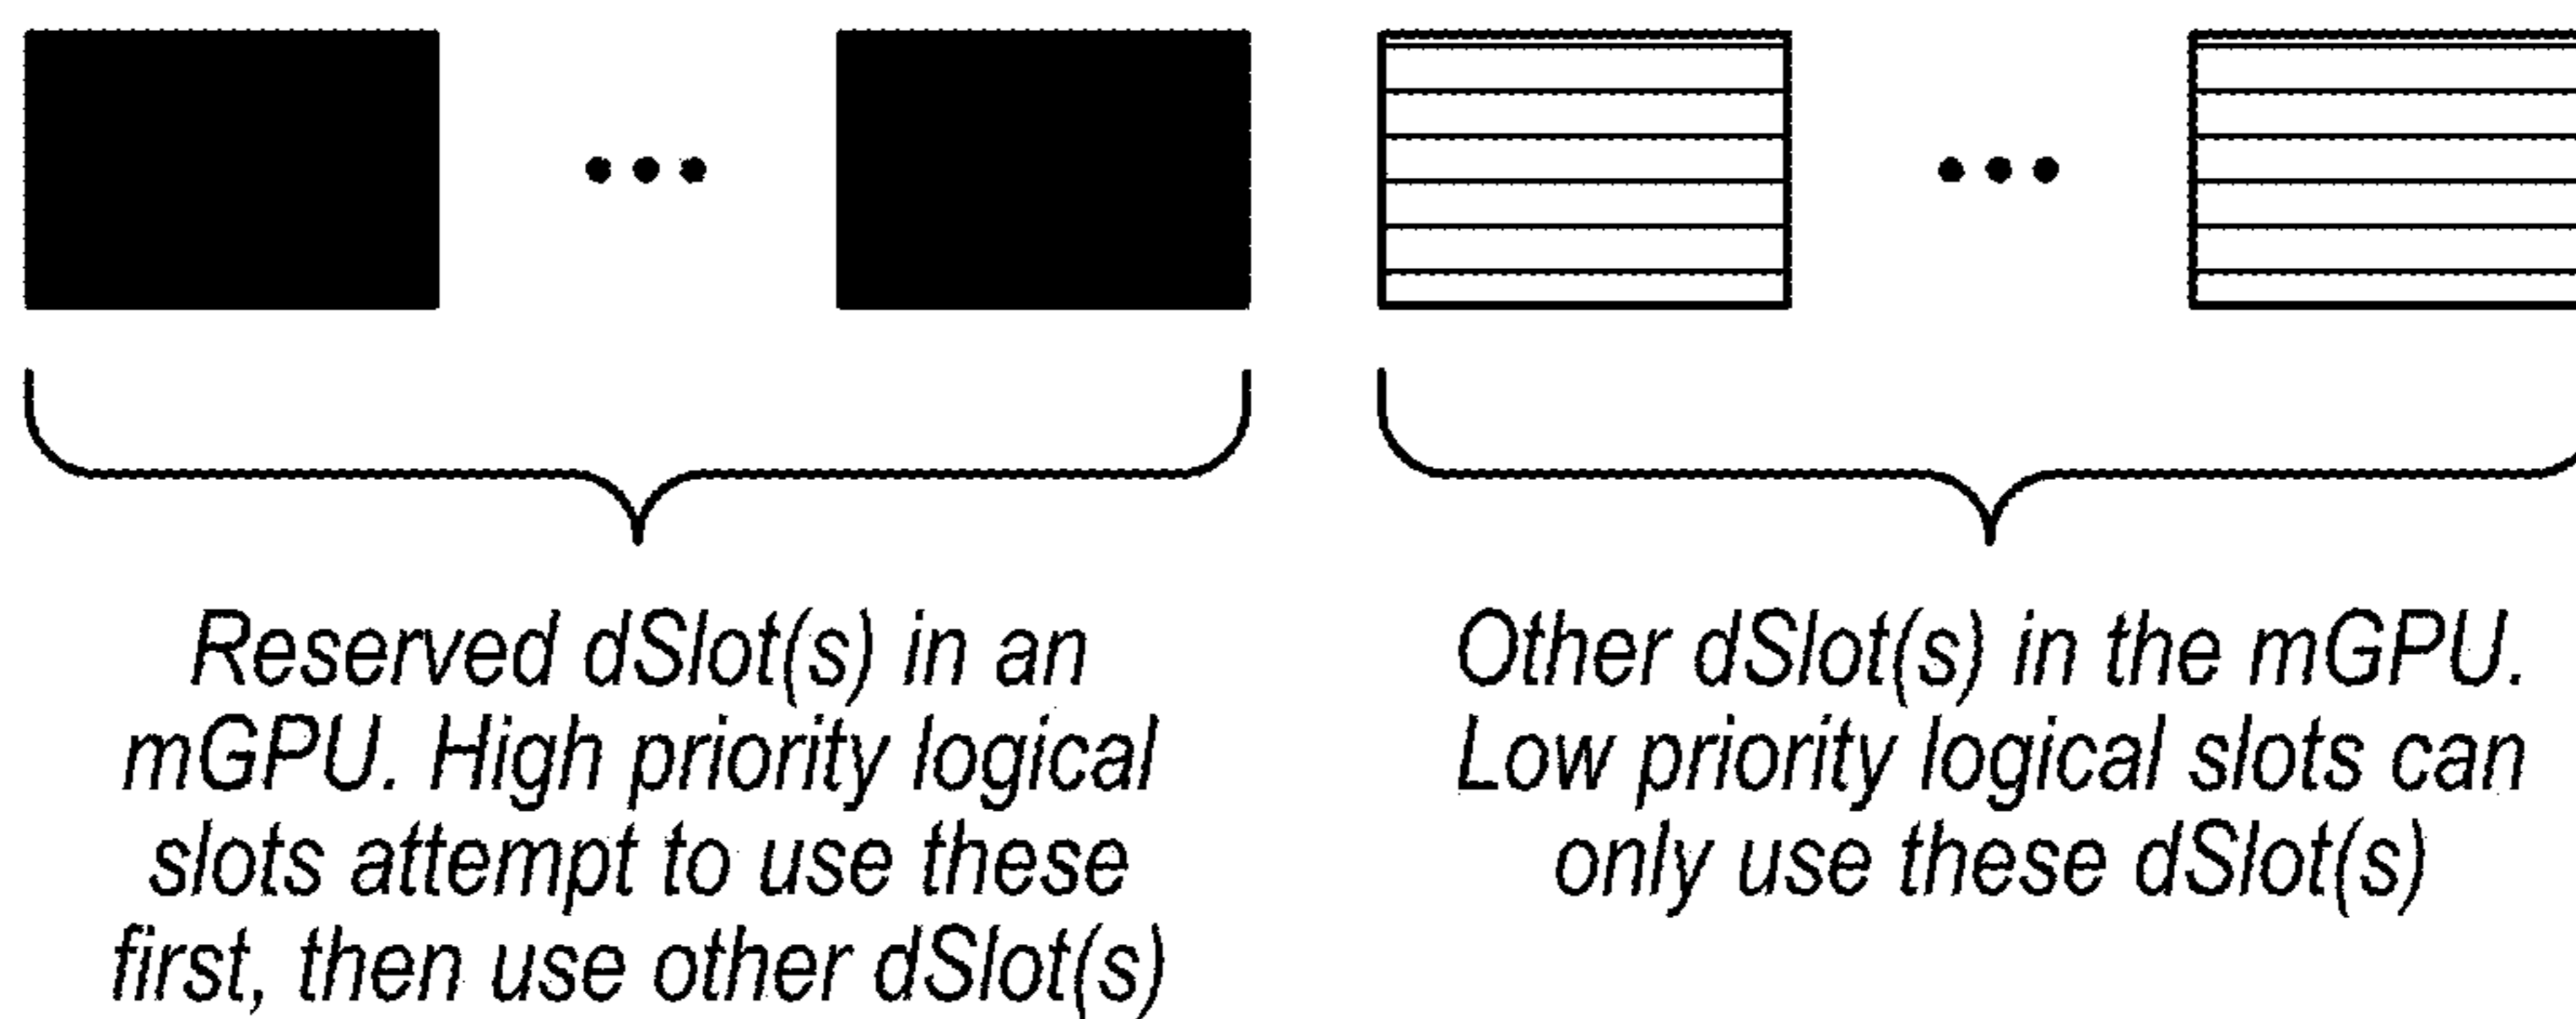 Reserved dSlot(s) in an
mGPU. High priority logical
slots attempt to use these
first, then use other dSlot(s)
Other dSlot(s) in the mGPU.
Low priority logical slots can
only use these dSlot(s)